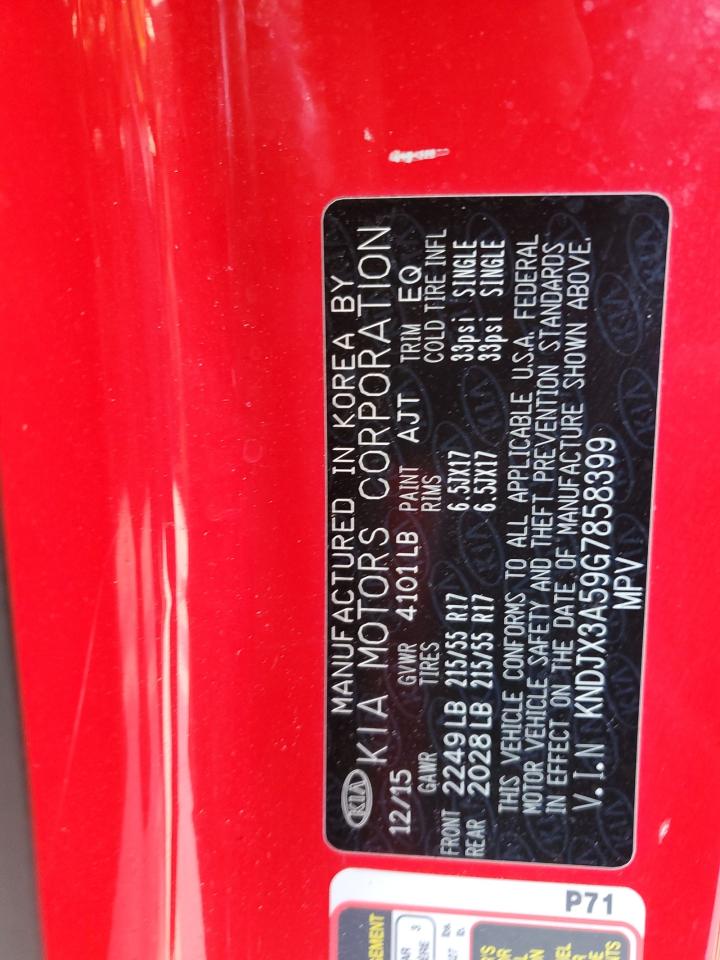 KIA
MANUFACTURED IN KOREA BY
KIA MOTORS CORPORATION
12/15 GVWR 4101LB PAINT AJT TRIM EQ
GAWR TIRES RIMS COLD TIRE INFL
FRONT 2249LB 215/55 R17 6.5JX17 33psi SINGLE
REAR 2028LB 215/55 R17 6.5JX17 33psi SINGLE
THIS VEHICLE CONFORMS TO ALL APPLICABLE U.S.A. FEDERAL
MOTOR VEHICLE SAFETY AND THEFT PREVENTION STANDARDS
IN EFFECT ON THE DATE OF MANUFACTURE SHOWN ABOVE.
V.I.N KNDJX3A59G7858399
MPV
P71